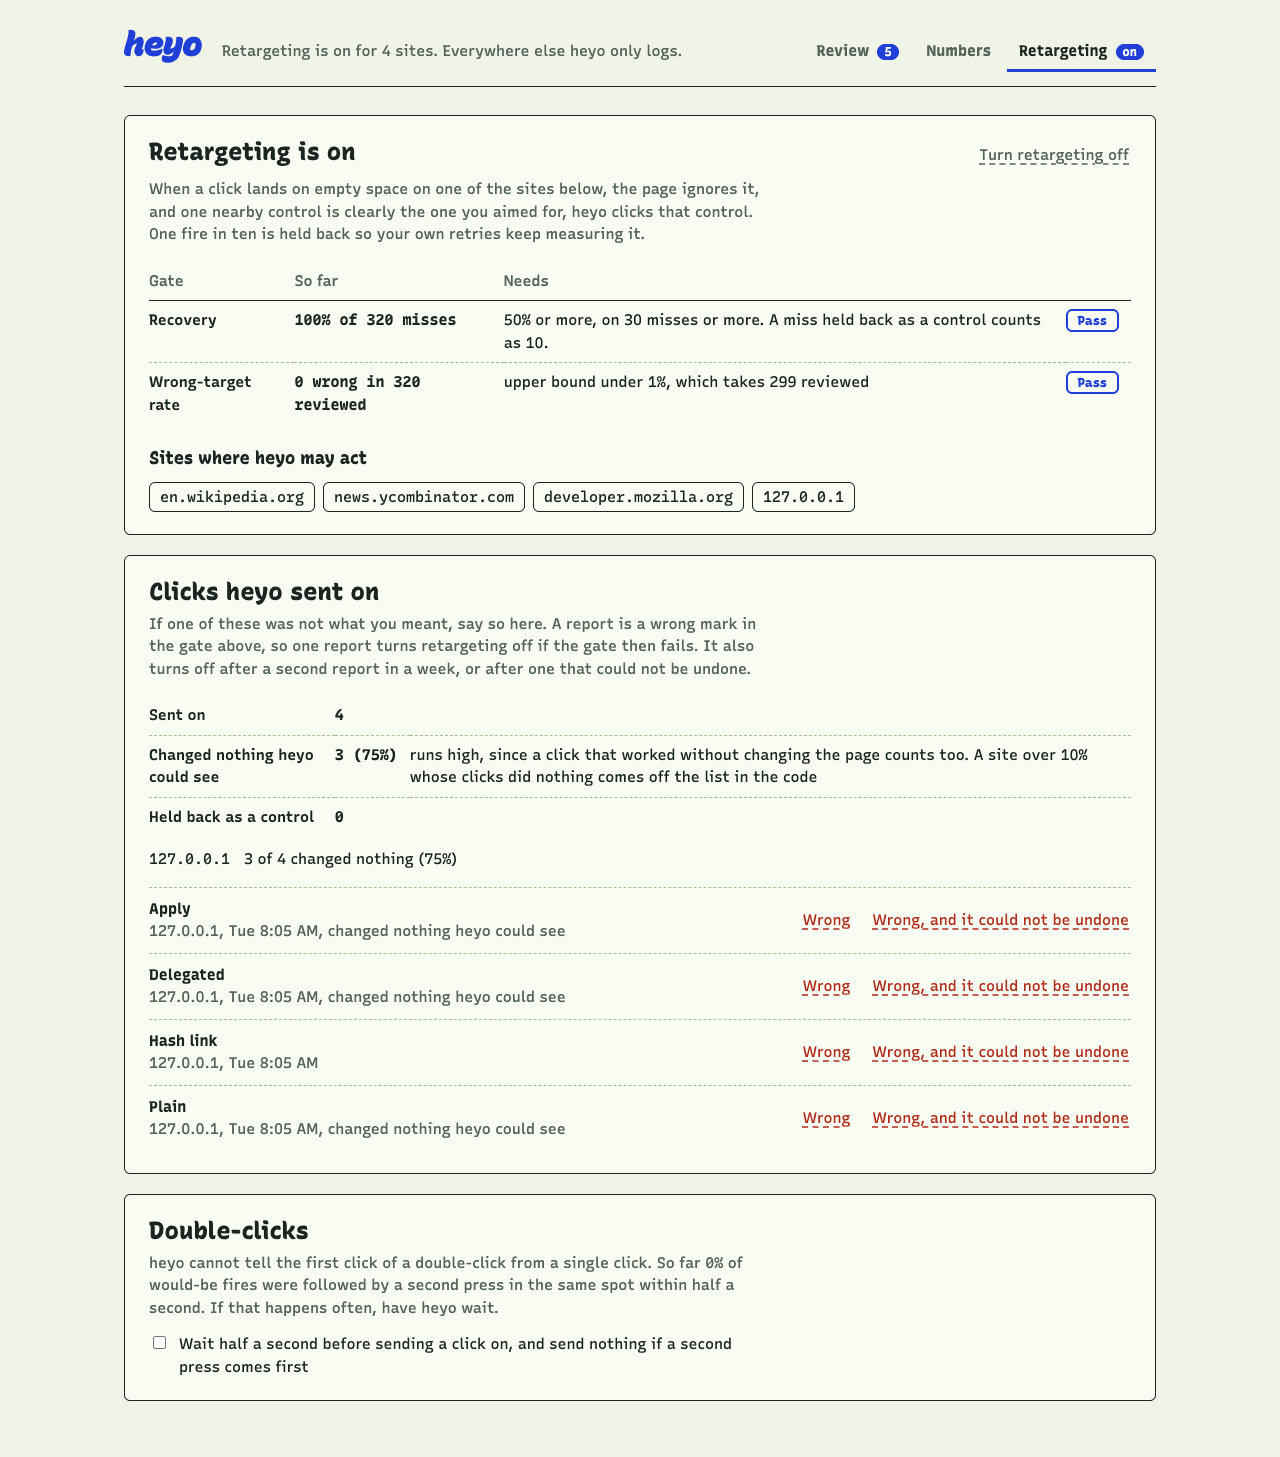 heyo Retargeting is on for 4 sites. Everywhere else heyo only logs. Review 5 Numbers Retargeting on
Retargeting is on Turn retargeting off
When a click lands on empty space on one of the sites below, the page ignores it,
and one nearby control is clearly the one you aimed for, heyo clicks that control.
One fire in ten is held back so your own retries keep measuring it.
Gate So far Needs
Recovery 100% of 320 misses 50% or more, on 30 misses or more. A miss held back as a control counts Pass
as 10.
Wrong-target 0 wrong in 320 upper bound under 1%, which takes 299 reviewed Pass
rate reviewed
Sites where heyo may act
en.wikipedia.org news.ycombinator.com developer.mozilla.org 127.0.0.1
Clicks heyo sent on
If one of these was not what you meant, say so here. A report is a wrong mark in
the gate above, so one report turns retargeting off if the gate then fails. It also
turns off after a second report in a week, or after one that could not be undone.
Sent on 4
Changed nothing heyo 3 (75%) runs high, since a click that worked without changing the page counts too. A site over 10%
could see whose clicks did nothing comes off the list in the code
Held back as a control 0
127.0.0.1 3 of 4 changed nothing (75%)
Apply
127.0.0.1, Tue 8:05 AM, changed nothing heyo could see Wrong Wrong, and it could not be undone
Delegated
127.0.0.1, Tue 8:05 AM, changed nothing heyo could see Wrong Wrong, and it could not be undone
Hash link
127.0.0.1, Tue 8:05 AM Wrong Wrong, and it could not be undone
Plain
127.0.0.1, Tue 8:05 AM, changed nothing heyo could see Wrong Wrong, and it could not be undone
Double-clicks
heyo cannot tell the first click of a double-click from a single click. So far 0% of
would-be fires were followed by a second press in the same spot within half a
second. If that happens often, have heyo wait.
Wait half a second before sending a click on, and send nothing if a second
press comes first